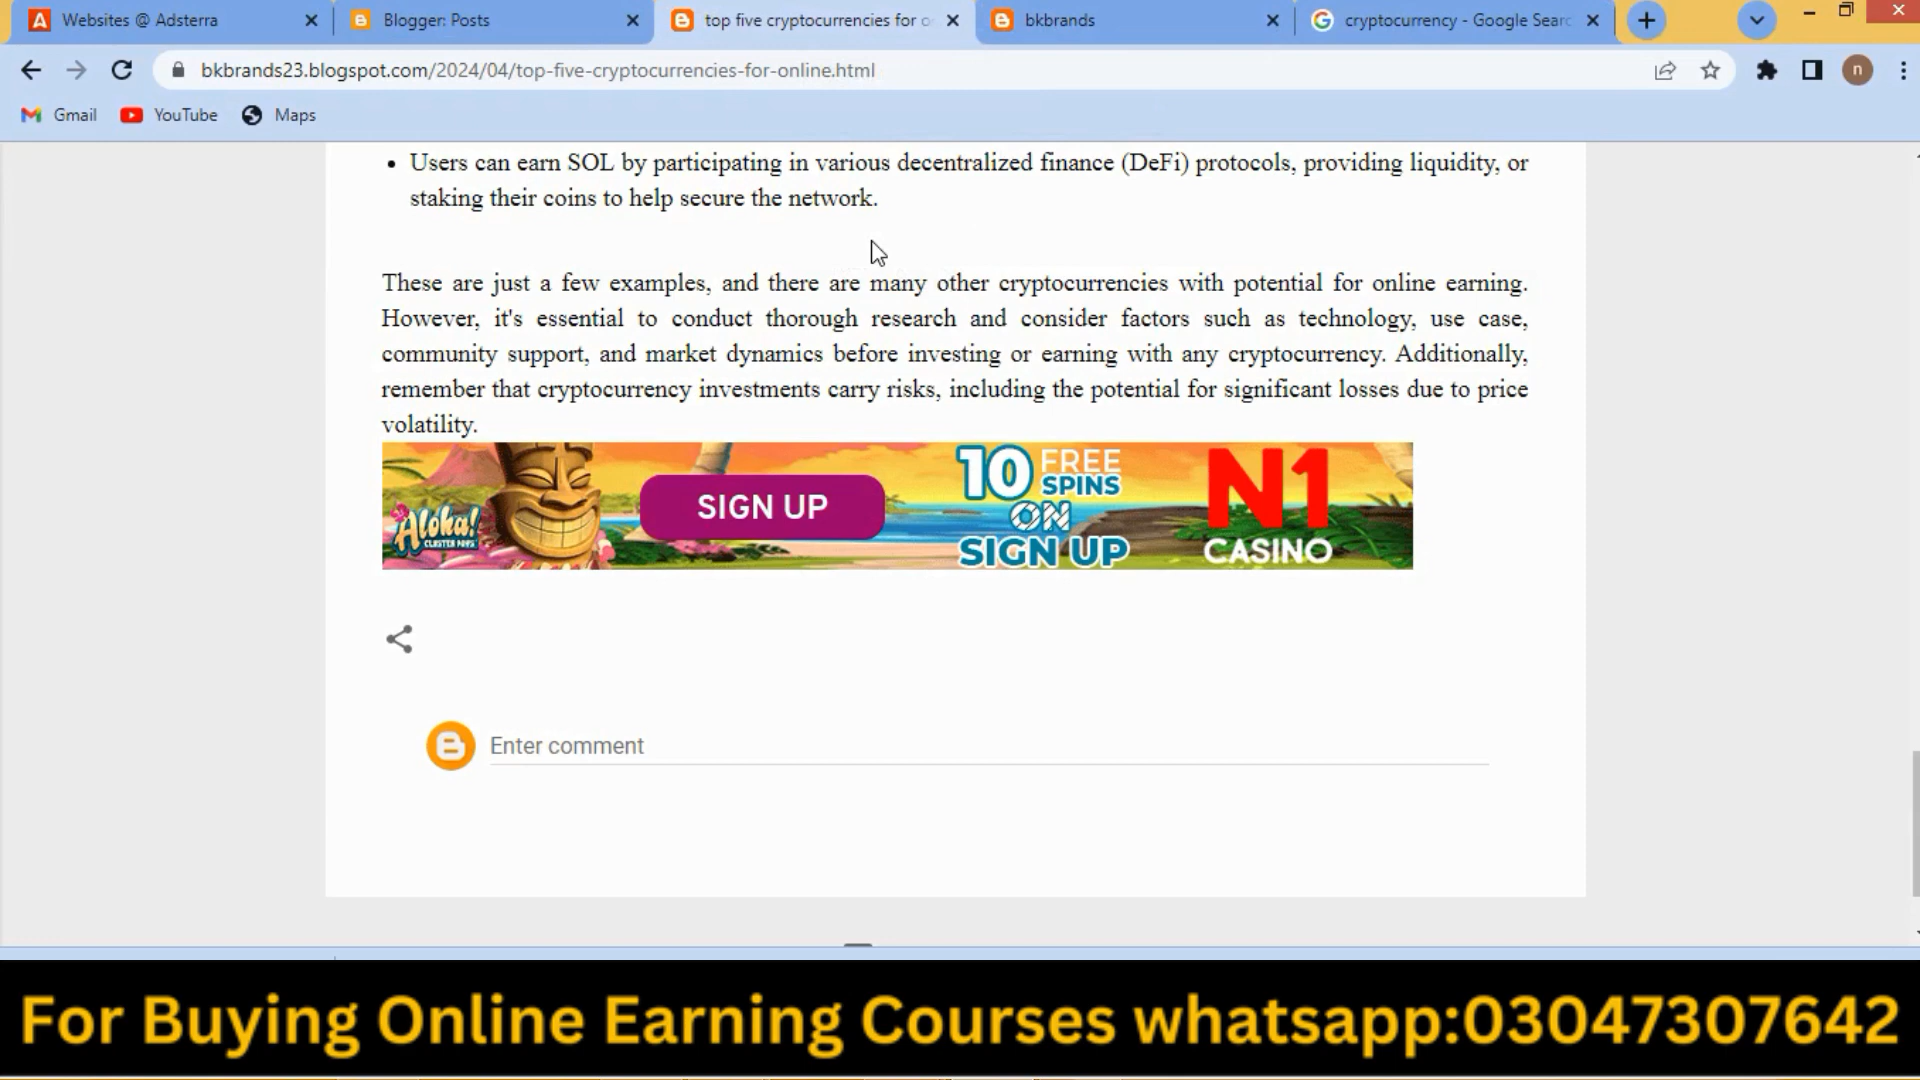 Websites @ Adsterra
Blogger: Posts
top five cryptocurrencies for o
bkbrands
cryptocurrency - Google Searc
bkbrands23.blogspot.com/2024/04/top-five-cryptocurrencies-for-online.html
n
Gmail
YouTube
Maps
• Users can earn SOL by participating in various decentralized finance (DeFi) protocols, providing liquidity, or
staking their coins to help secure the network.
These are just a few examples, and there are many other cryptocurrencies with potential for online earning.
However, it's essential to conduct thorough research and consider factors such as technology, use case,
community support, and market dynamics before investing or earning with any cryptocurrency. Additionally,
remember that cryptocurrency investments carry risks, including the potential for significant losses due to price
volatility.
Aloha!
CLUSTER PAYS
SIGN UP
10 FREE SPINS
ON
SIGN UP
N1
CASINO
Enter comment
For Buying Online Earning Courses whatsapp:03047307642